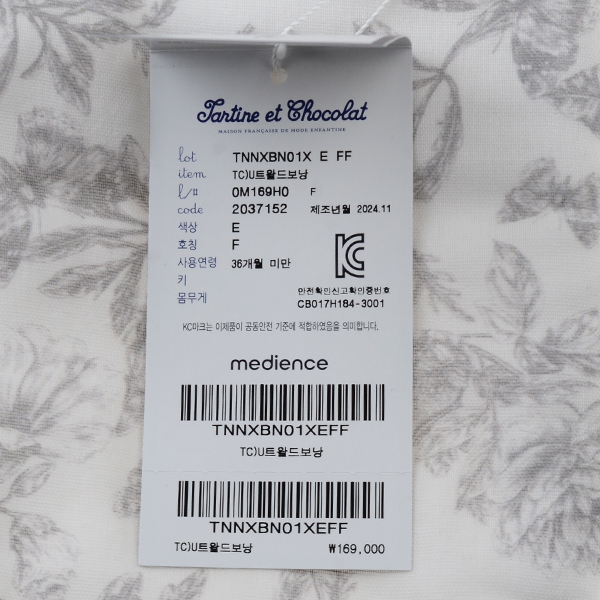 Tartine et Chocolat
MAISON FRANÇAISE DE MODE ENFANTINE
lot TNNXBN01X E FF
item TC)U트왈드보낭
l/# 0M169H0 F
code 2037152 제조년월 2024.11
색상 E
호칭 F
사용연령 36개월 미만
키
몸무게
KC
안전확인신고확인증번호
CB017H184-3001
KC마크는 이제품이 공통안전 기준에 적합하였음을 의미합니다.
medience
TNNXBN01XEFF
TC)U트왈드보낭
TNNXBN01XEFF
TC)U트왈드보낭 ₩169,000